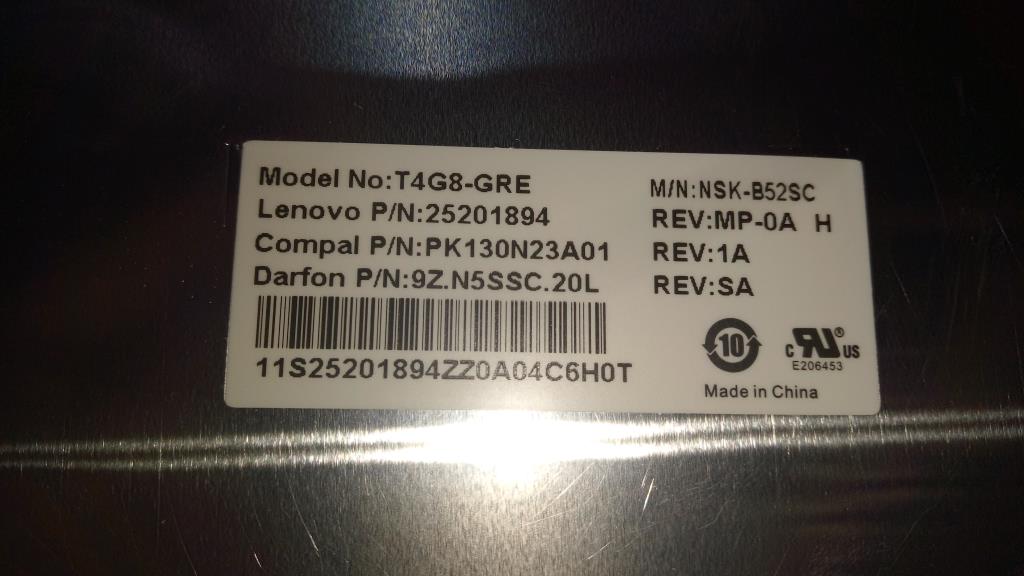 Model No:T4G8-GRE M/N:NSK-B52SC
Lenovo P/N:25201894 REV:MP-0A H
Compal P/N:PK130N23A01 REV:1A
Darfon P/N:9Z.N5SSC.20L REV:SA
11S25201894ZZ0A04C6H0T
10
c RU® US
E206453
Made in China